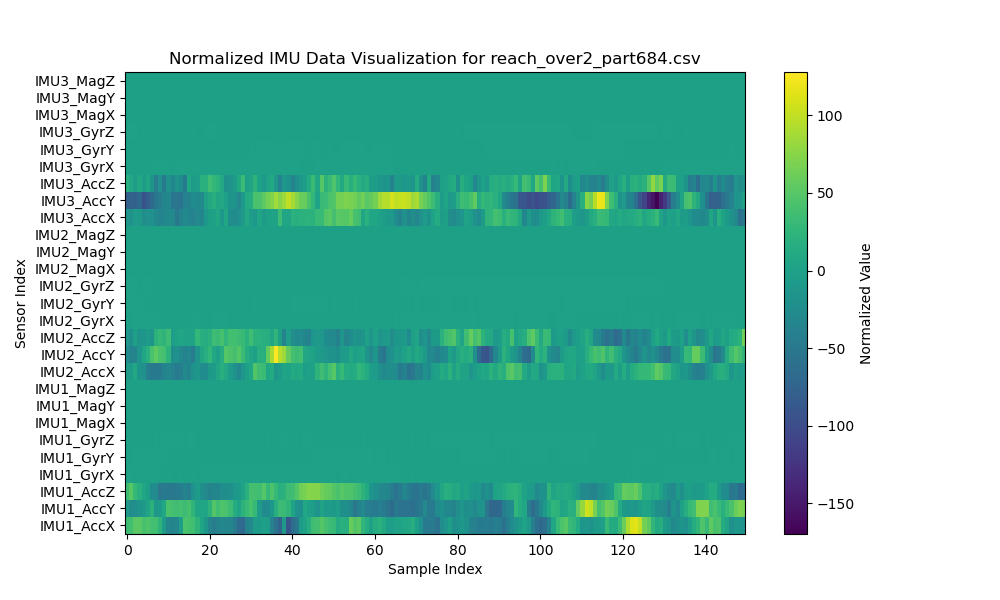 Normalized IMU Data Visualization for reach_over2_part684.csv
IMU3_MagZ
IMU3_MagY
IMU3_MagX
IMU3_GyrZ
IMU3_GyrY
IMU3_GyrX
IMU3_AccZ
IMU3_AccY
IMU3_AccX
IMU2_MagZ
IMU2_MagY
IMU2_MagX
IMU2_GyrZ
IMU2_GyrY
IMU2_GyrX
IMU2_AccZ
IMU2_AccY
IMU2_AccX
IMU1_MagZ
IMU1_MagY
IMU1_MagX
IMU1_GyrZ
IMU1_GyrY
IMU1_GyrX
IMU1_AccZ
IMU1_AccY
IMU1_AccX
Sensor Index
0 20 40 60 80 100 120 140
Sample Index
100
50
0
−50
−100
−150
Normalized Value